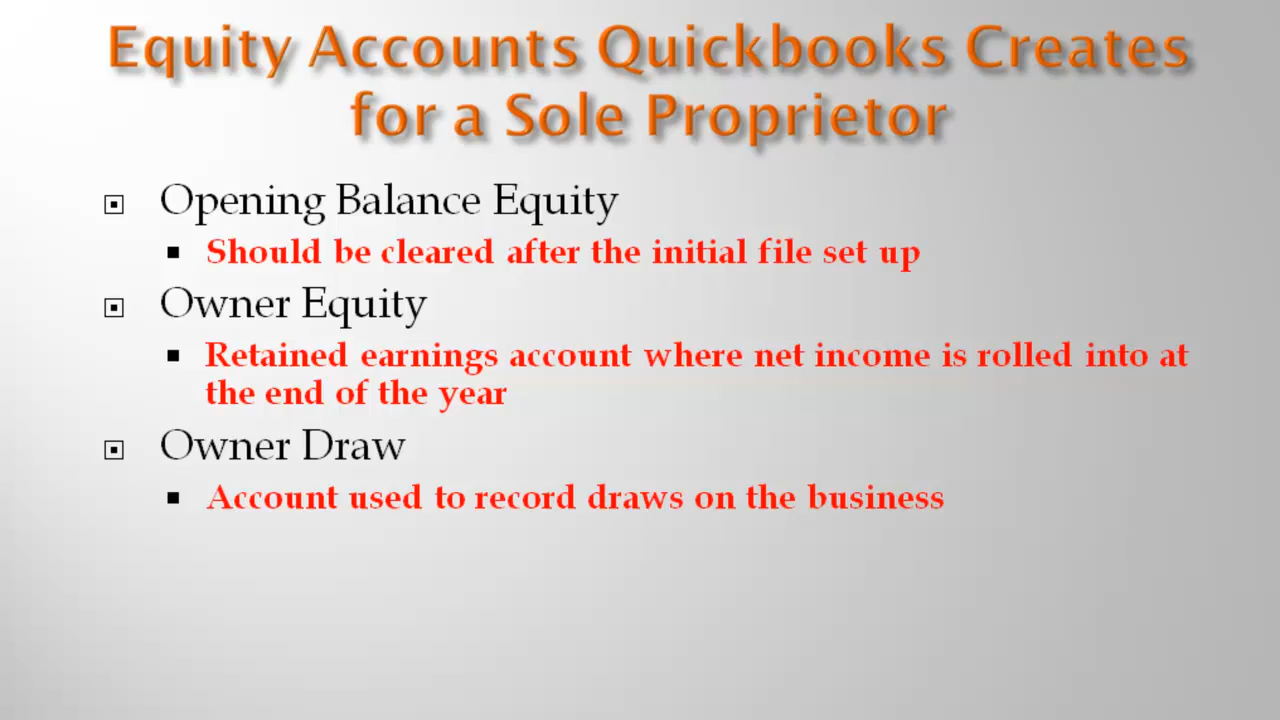 Equity Accounts Quickbooks Creates
for a Sole Proprietor
Opening Balance Equity
Should be cleared after the initial file set up
Owner Equity
Retained earnings account where net income is rolled into at
the end of the year
Owner Draw
Account used to record draws on the business